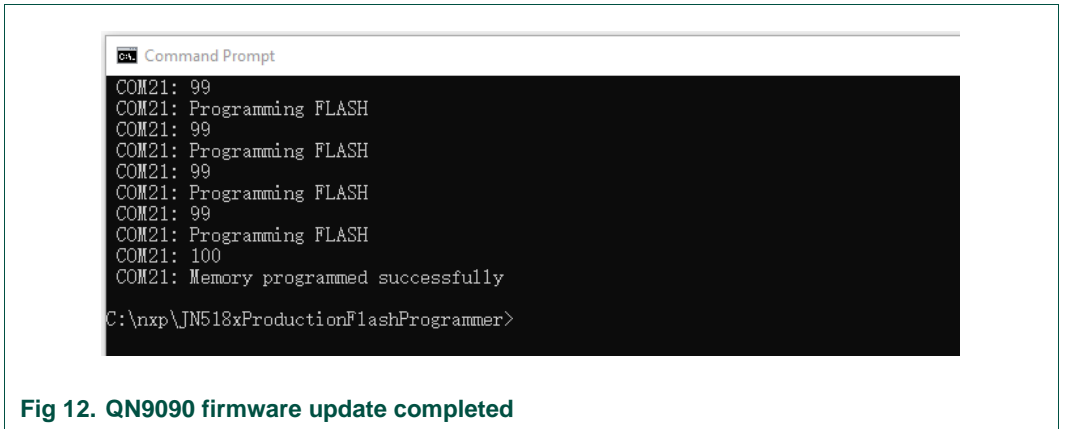 Command Prompt
COM21: 99
COM21: Programming FLASH
COM21: 99
COM21: Programming FLASH
COM21: 99
COM21: Programming FLASH
COM21: 99
COM21: Programming FLASH
COM21: 100
COM21: Memory programmed successfully
C:\nxp\JN518xProductionFlashProgrammer>
Fig 12. QN9090 firmware update completed